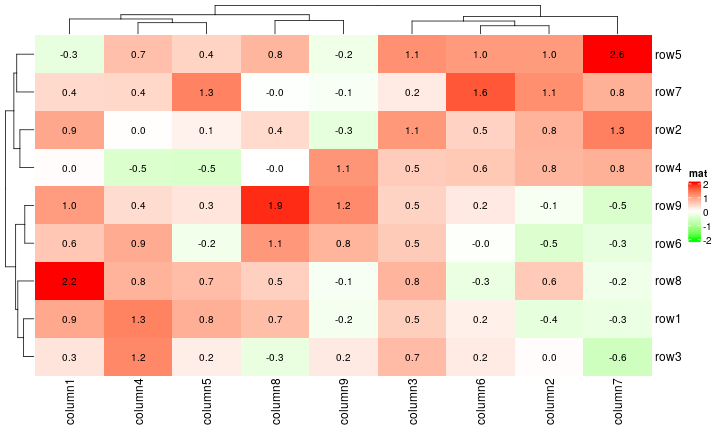 -0.3 0.7 0.4 0.8 -0.2 1.1 1.0 1.0 2.6 row5
0.4 0.4 1.3 -0.0 -0.1 0.2 1.6 1.1 0.8 row7
0.9 0.0 0.1 0.4 -0.3 1.1 0.5 0.8 1.3 row2
0.0 -0.5 -0.5 -0.0 1.1 0.5 0.6 0.8 0.8 row4
1.0 0.4 0.3 1.9 1.2 0.5 0.2 -0.1 -0.5 row9
0.6 0.9 -0.2 1.1 0.8 0.5 -0.0 -0.5 -0.3 row6
2.2 0.8 0.7 0.5 -0.1 0.8 -0.3 0.6 -0.2 row8
0.9 1.3 0.8 0.7 -0.2 0.5 0.2 -0.4 -0.3 row1
0.3 1.2 0.2 -0.3 0.2 0.7 0.2 0.0 -0.6 row3
column1 column4 column5 column8 column9 column3 column6 column2 column7
mat
2
1
0
-1
-2